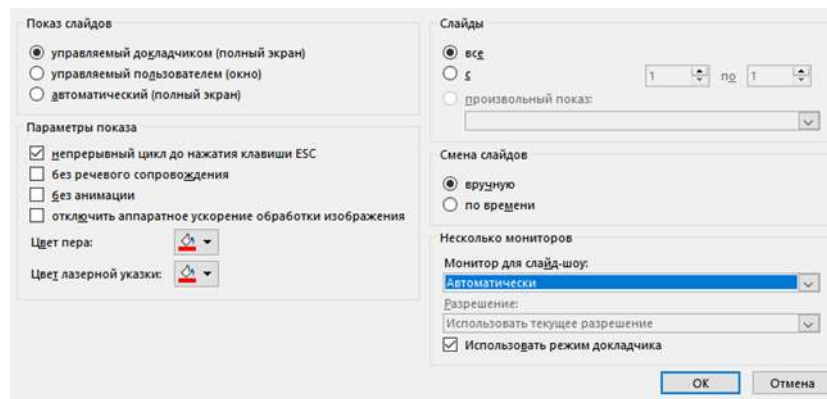 Показ слайдов
управляемый докладчиком (полный экран)
управляемый пользователем (окно)
автоматический (полный экран)
Параметры показа
непрерывный цикл до нажатия клавиши ESC
без речевого сопровождения
без анимации
отключить аппаратное ускорение обработки изображения
Цвет пера:
Цвет лазерной указки:
Слайды
все
с 1 по 1
произвольный показ:
Смена слайдов
вручную
по времени
Несколько мониторов
Монитор для слайд-шоу:
Автоматически
Разрешение:
Использовать текущее разрешение
Использовать режим докладчика
ОК Отмена